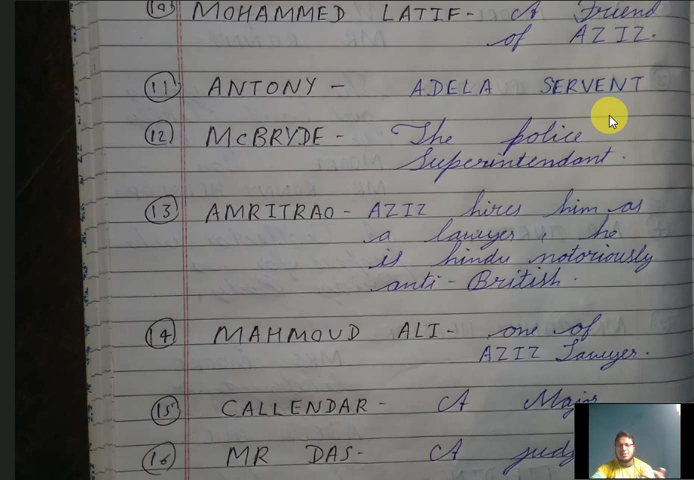 (10) MOHAMMED LATIF- A Friend
of AZIZ.
(11) ANTONY - ADELA SERVENT
(12) McBRYDE - The police
Superintendant.
(13) AMRITRAO - AZIZ hires him as
a lawyer, he
is hindu notoriously
anti - British.
(14) MAHMOUD ALI- one of
AZIZ Lawyer.
(15) CALLENDAR - A Major
(16) MR DAS- A